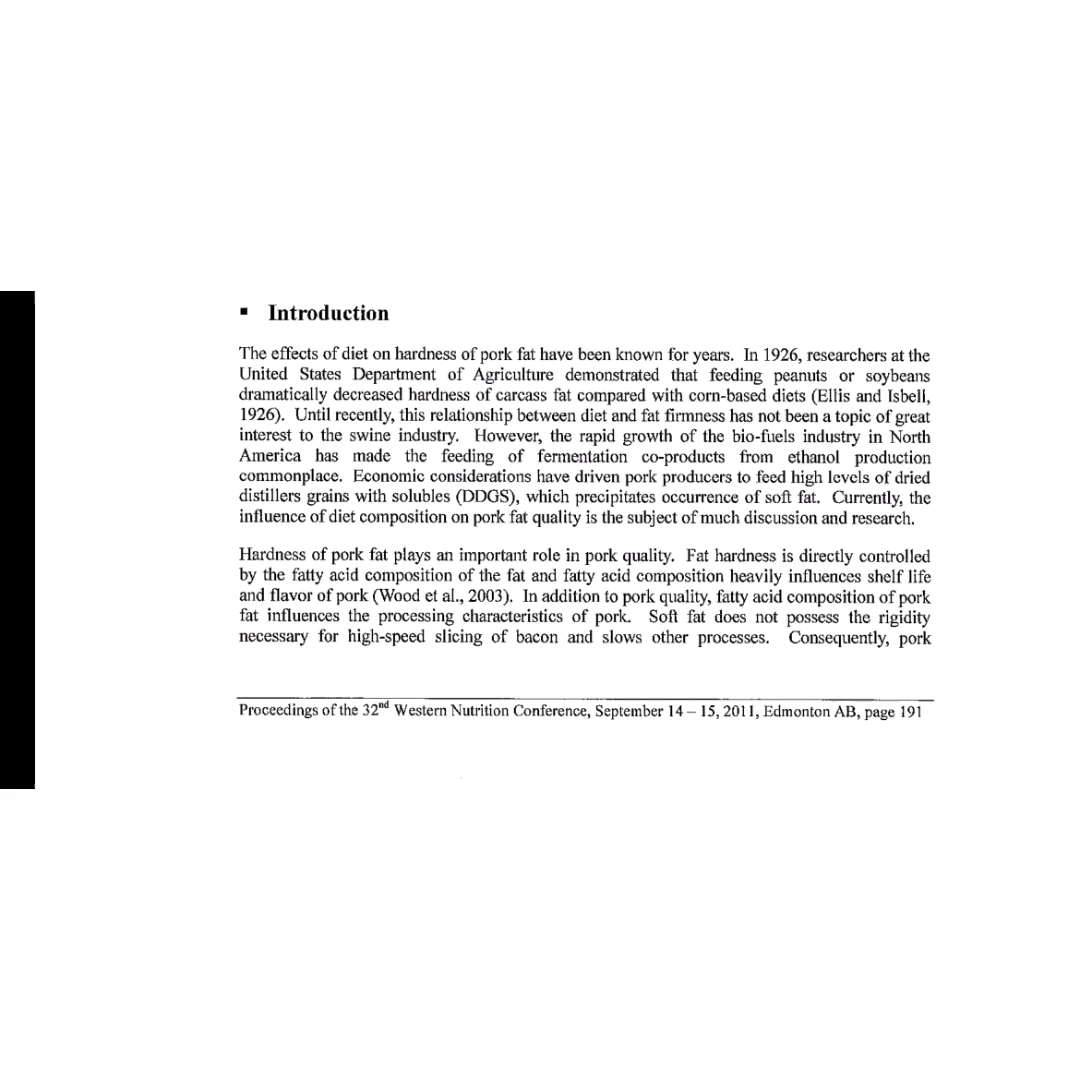 ▪ Introduction
The effects of diet on hardness of pork fat have been known for years. In 1926, researchers at the
United States Department of Agriculture demonstrated that feeding peanuts or soybeans
dramatically decreased hardness of carcass fat compared with corn-based diets (Ellis and Isbell,
1926). Until recently, this relationship between diet and fat firmness has not been a topic of great
interest to the swine industry. However, the rapid growth of the bio-fuels industry in North
America has made the feeding of fermentation co-products from ethanol production
commonplace. Economic considerations have driven pork producers to feed high levels of dried
distillers grains with solubles (DDGS), which precipitates occurrence of soft fat. Currently, the
influence of diet composition on pork fat quality is the subject of much discussion and research.
Hardness of pork fat plays an important role in pork quality. Fat hardness is directly controlled
by the fatty acid composition of the fat and fatty acid composition heavily influences shelf life
and flavor of pork (Wood et al., 2003). In addition to pork quality, fatty acid composition of pork
fat influences the processing characteristics of pork. Soft fat does not possess the rigidity
necessary for high-speed slicing of bacon and slows other processes. Consequently, pork
Proceedings of the 32nd Western Nutrition Conference, September 14 – 15, 2011, Edmonton AB, page 191